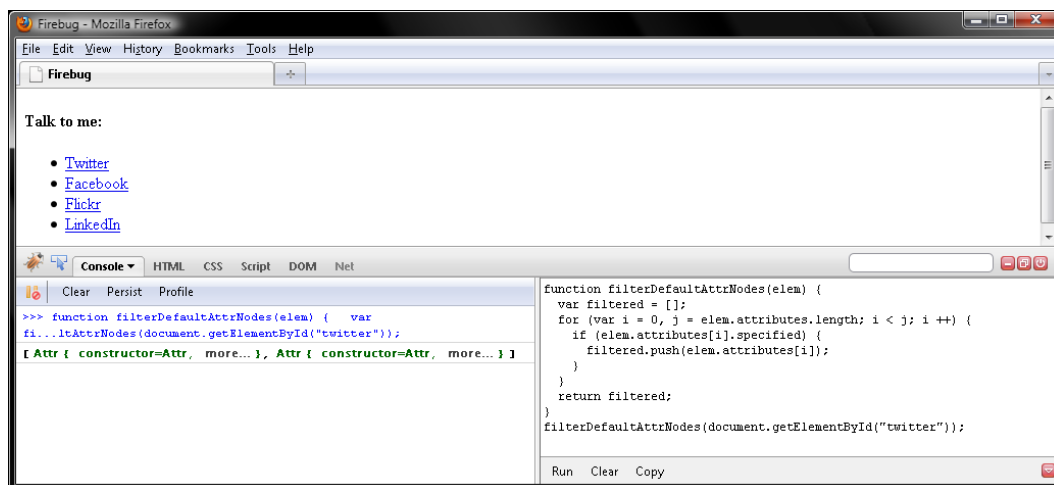 Firebug - Mozilla Firefox
File Edit View History Bookmarks Tools Help
Firebug
Talk to me:
Twitter
Facebook
Flickr
LinkedIn
Console HTML CSS Script DOM Net
Clear Persist Profile
>>> function filterDefaultAttrNodes(elem) { var
fi...ltAttrNodes(document.getElementById("twitter"));
[ Attr { constructor=Attr, more... }, Attr { constructor=Attr, more... } ]
function filterDefaultAttrNodes(elem) {
var filtered = [];
for (var i = 0, j = elem.attributes.length; i < j; i ++) {
if (elem.attributes[i].specified) {
filtered.push(elem.attributes[i]);
}
}
return filtered;
}
filterDefaultAttrNodes(document.getElementById("twitter"));
Run Clear Copy